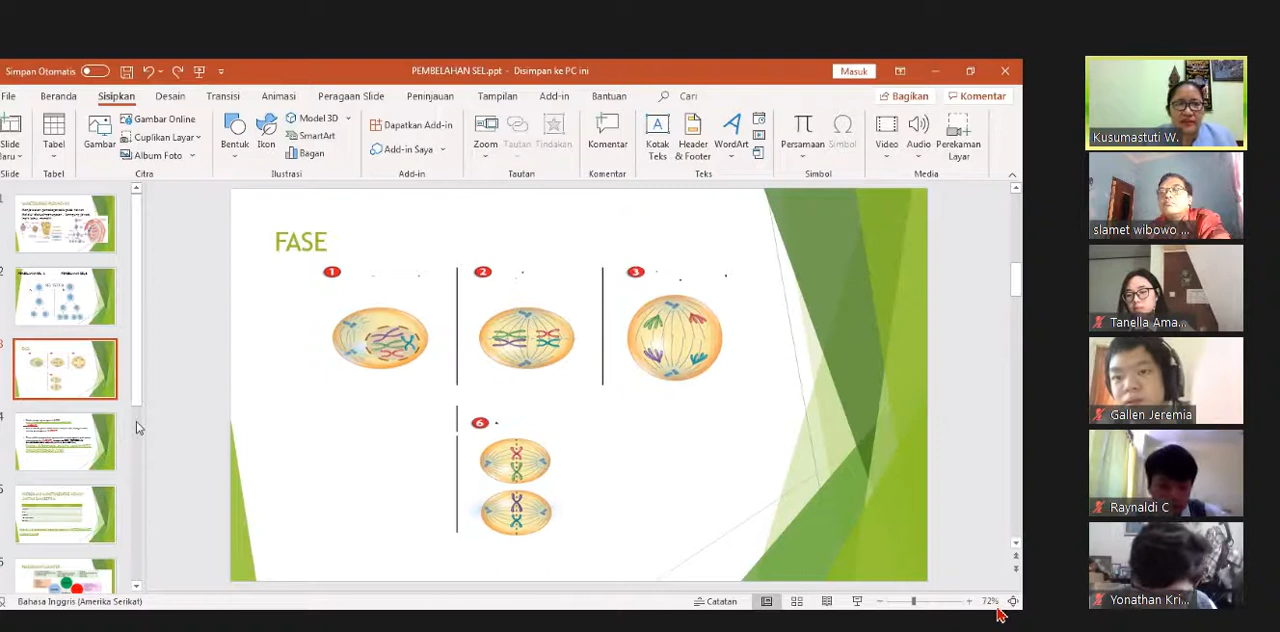 Simpan Otomatis
PEMBELAHAN SEL.ppt - Disimpan ke PC ini
Masuk
File Beranda Sisipkan Desain Transisi Animasi Peragaan Slide Peninjauan Tampilan Add-in Bantuan Cari
Bagikan Komentar
Slide
Baru
Tabel
Gambar
Gambar Online
Cuplikan Layar
Album Foto
Bentuk
Ikon
Model 3D
SmartArt
Bagan
Dapatkan Add-in
Add-in Saya
Zoom
Tautan
Tindakan
Komentar
Kotak
Teks
Header
& Footer
WordArt
Persamaan
Simbol
Video
Audio
Perekaman
Layar
Slide Tabel Citra Ilustrasi Add-in Tautan Komentar Teks Simbol Media
1
2
3
4
5
FASE
1 2 3
6
Bahasa Inggris (Amerika Serikat)
Catatan
72%
Kusumastuti W.
slamet wibowo ...
Tanella Ama...
Gallen Jeremia
Raynaldi C
Yonathan Kri...